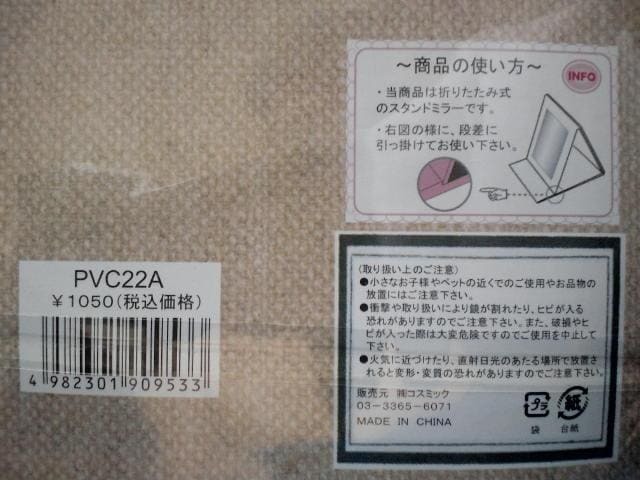 ～商品の使い方～
INFO
・当商品は折りたたみ式
のスタンドミラーです。
・右図の様に、段差に
引っ掛けてお使い下さい。
PVC22A
￥1050(税込価格)
4 982301 909533
(取り扱い上のご注意)
●小さなお子様やペットの近くでのご使用やお品物の
放置にはご注意下さい。
●衝撃や取り扱いにより鏡が割れたり、ヒビが入る
恐れがありますのでご注意下さい。また、破損やヒ
ビが入った際は大変危険ですのでご使用を中止して
下さい。
●火気に近づけたり、直射日光のあたる場所で放置さ
れると変形・変質の恐れがありますのでご注意下さい。
販売元 ㈱コスミック
03-3365-6071
MADE IN CHINA
プラ
紙
袋
台紙